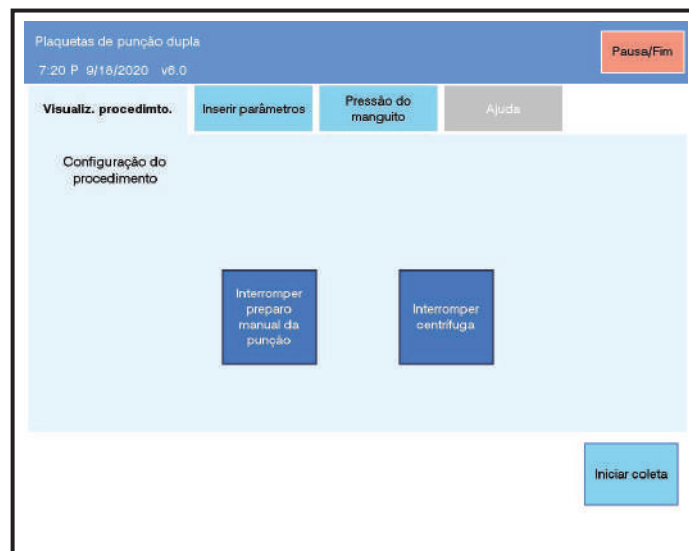 Plaquetas de punção dupla
Pausa/Fim
7:20 P 9/18/2020 v6.0
Visualiz. procedimto.
Inserir parâmetros
Pressão do
manguito
Ajuda
Configuração do
procedimento
Interromper
preparo
manual da
punção
Interromper
centrífuga
Iniciar coleta